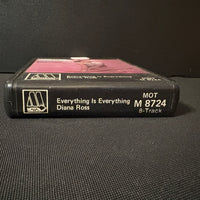 Everything Is Everything
Diana Ross
MOT
M 8724
8-Track